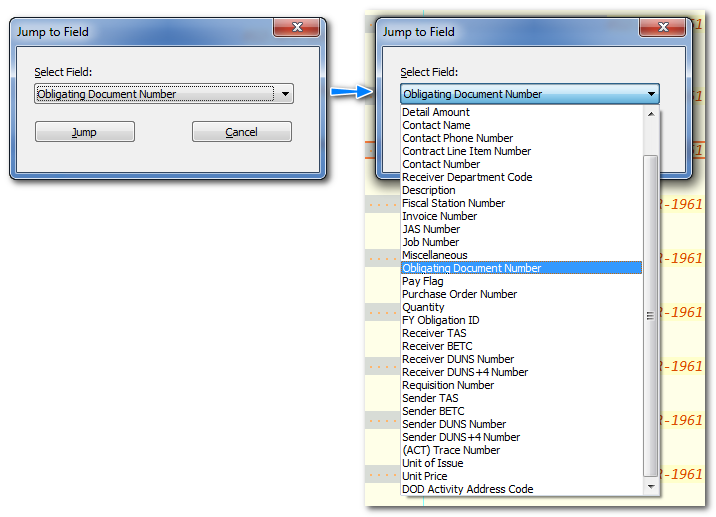 Jump to Field
Select Field:
Obligating Document Number
Jump
Cancel
Jump to Field
Select Field:
Obligating Document Number
Detail Amount
Contact Name
Contact Phone Number
Contract Line Item Number
Contact Number
Receiver Department Code
Description
Fiscal Station Number
Invoice Number
JAS Number
Job Number
Miscellaneous
Obligating Document Number
Pay Flag
Purchase Order Number
Quantity
FY Obligation ID
Receiver TAS
Receiver BETC
Receiver DUNS Number
Receiver DUNS+4 Number
Requisition Number
Sender TAS
Sender BETC
Sender DUNS Number
Sender DUNS+4 Number
(ACT) Trace Number
Unit of Issue
Unit Price
DOD Activity Address Code
R-1961
R-1961
R-1961
R-1961
R-1961
R-1961